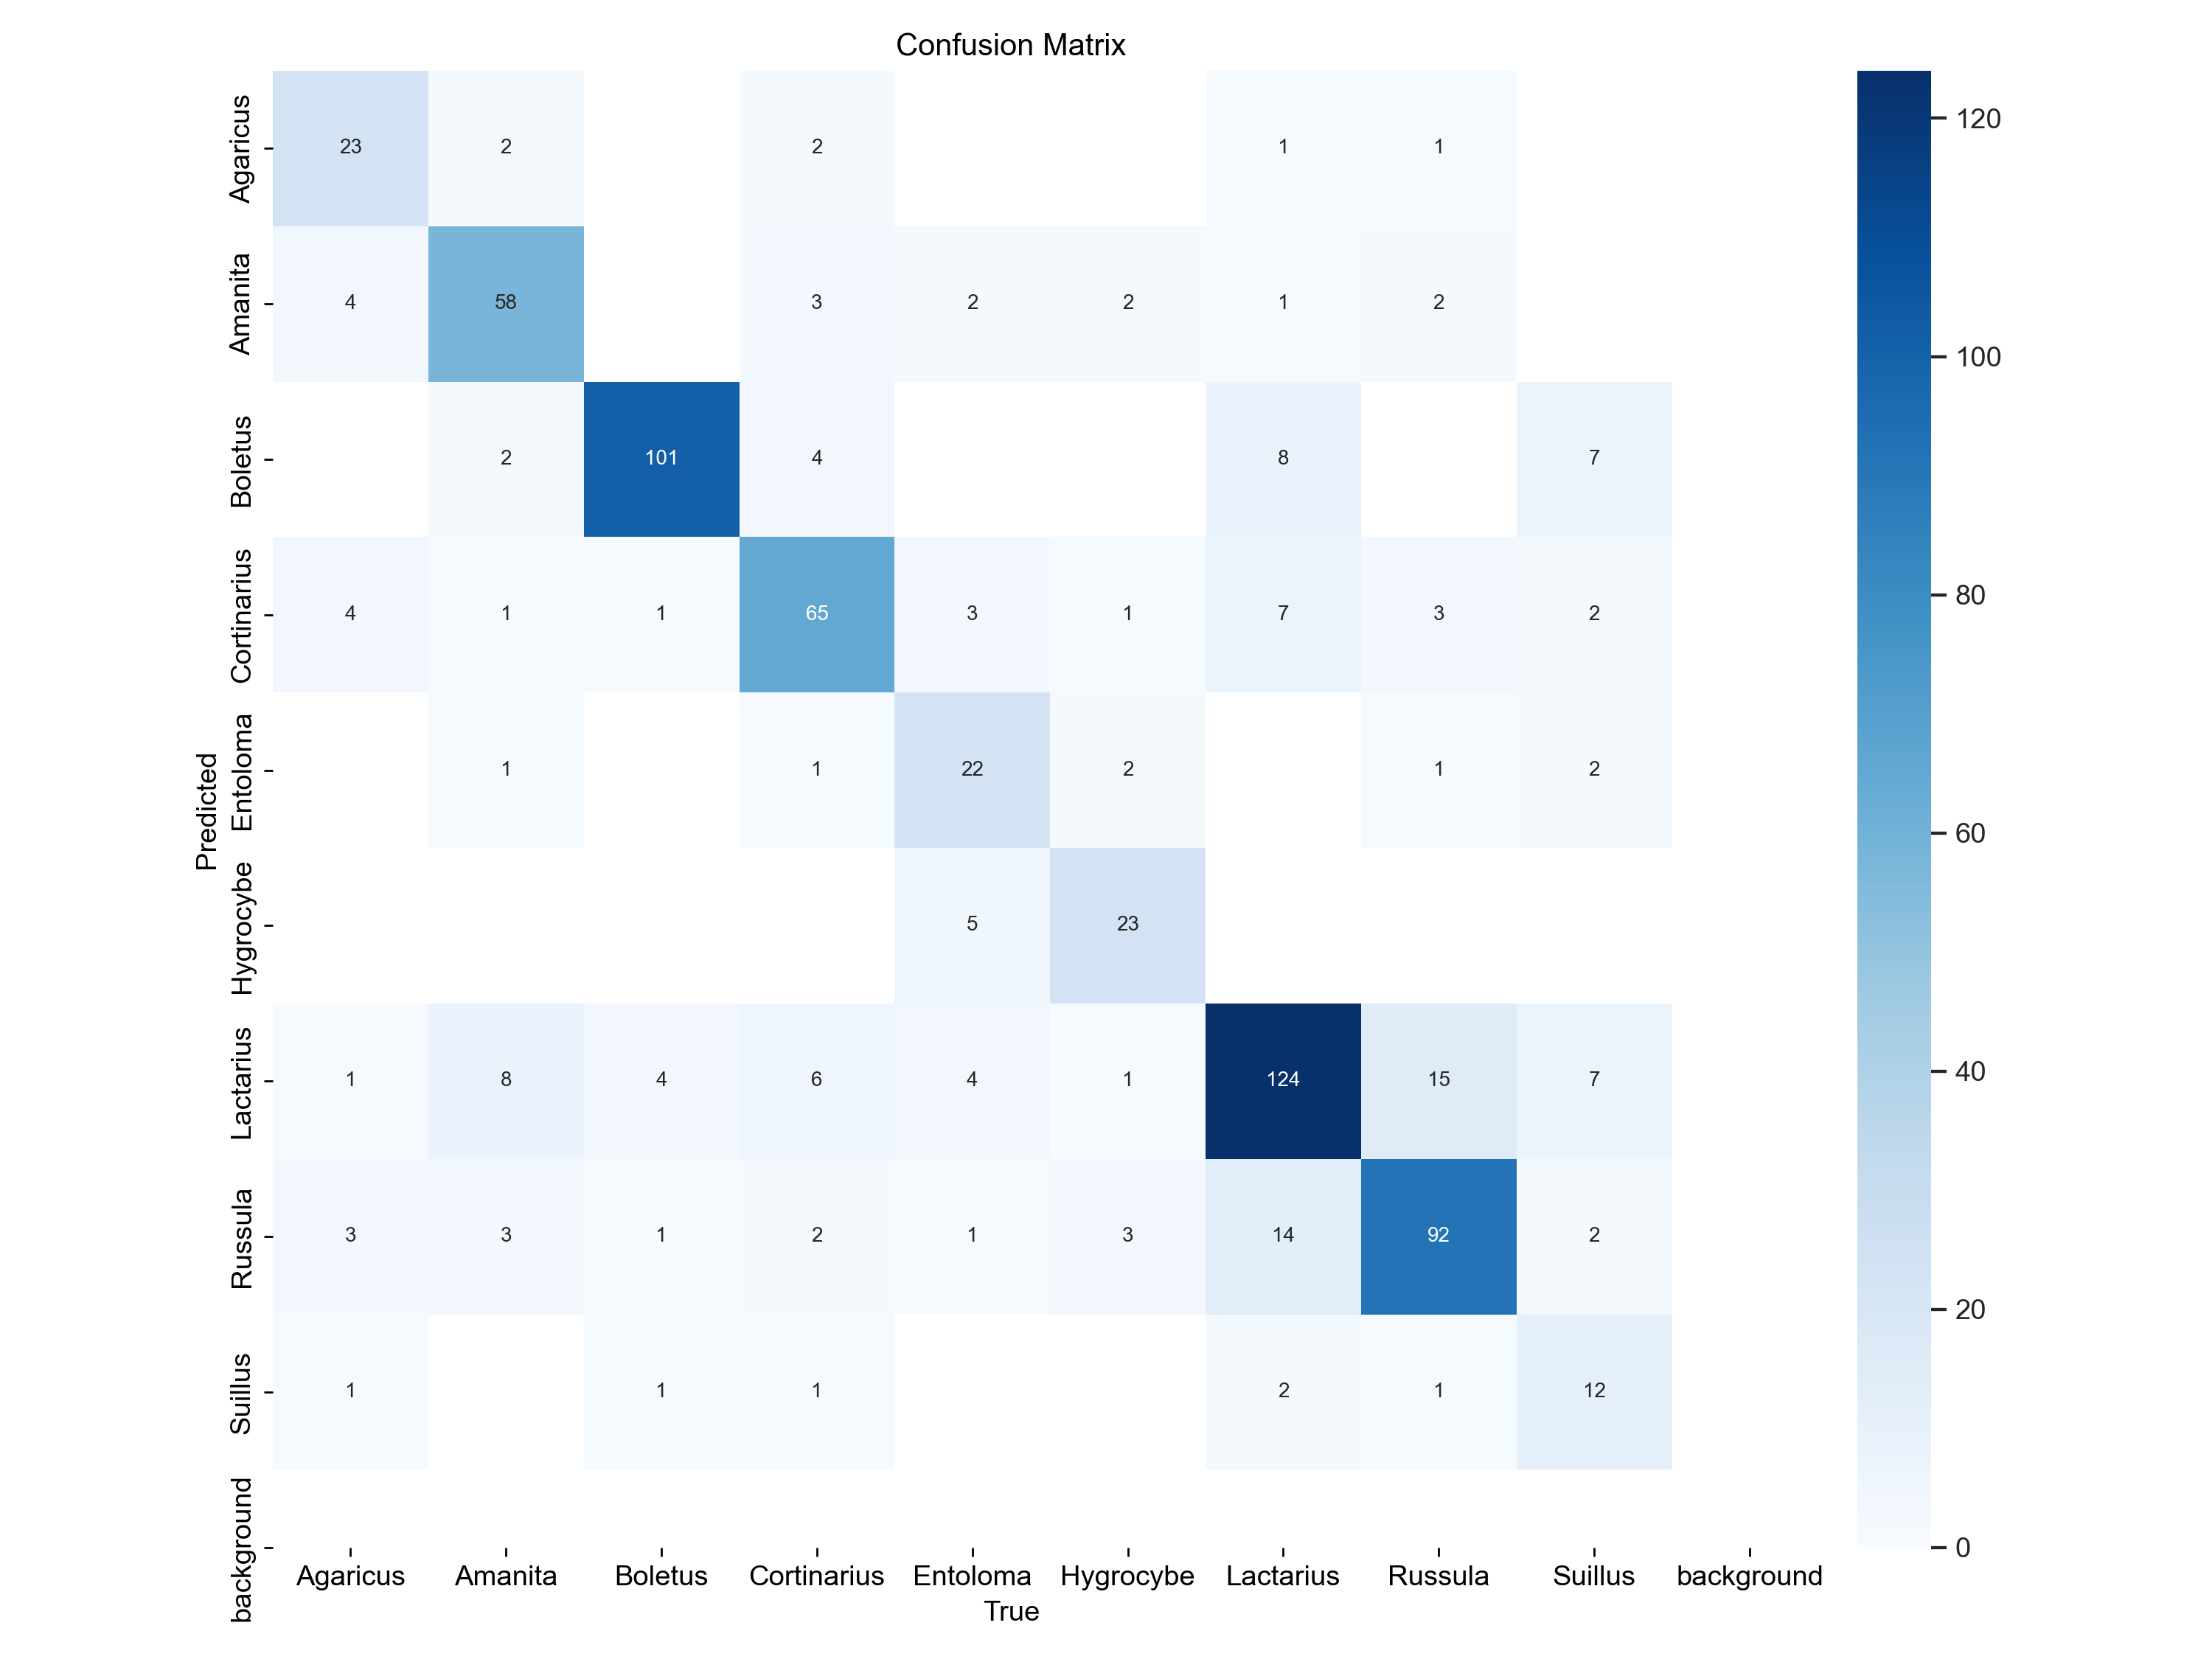 Confusion Matrix
Agaricus 23 2 2 1 1
Amanita 4 58 3 2 2 1 2
Boletus 2 101 4 8 7
Cortinarius 4 1 1 65 3 1 7 3 2
Entoloma 1 1 22 2 1 2
Hygrocybe 5 23
Lactarius 1 8 4 6 4 1 124 15 7
Russula 3 3 1 2 1 3 14 92 2
Suillus 1 1 1 2 1 12
background
Predicted
Agaricus Amanita Boletus Cortinarius Entoloma Hygrocybe Lactarius Russula Suillus background
True
120
100
80
60
40
20
0